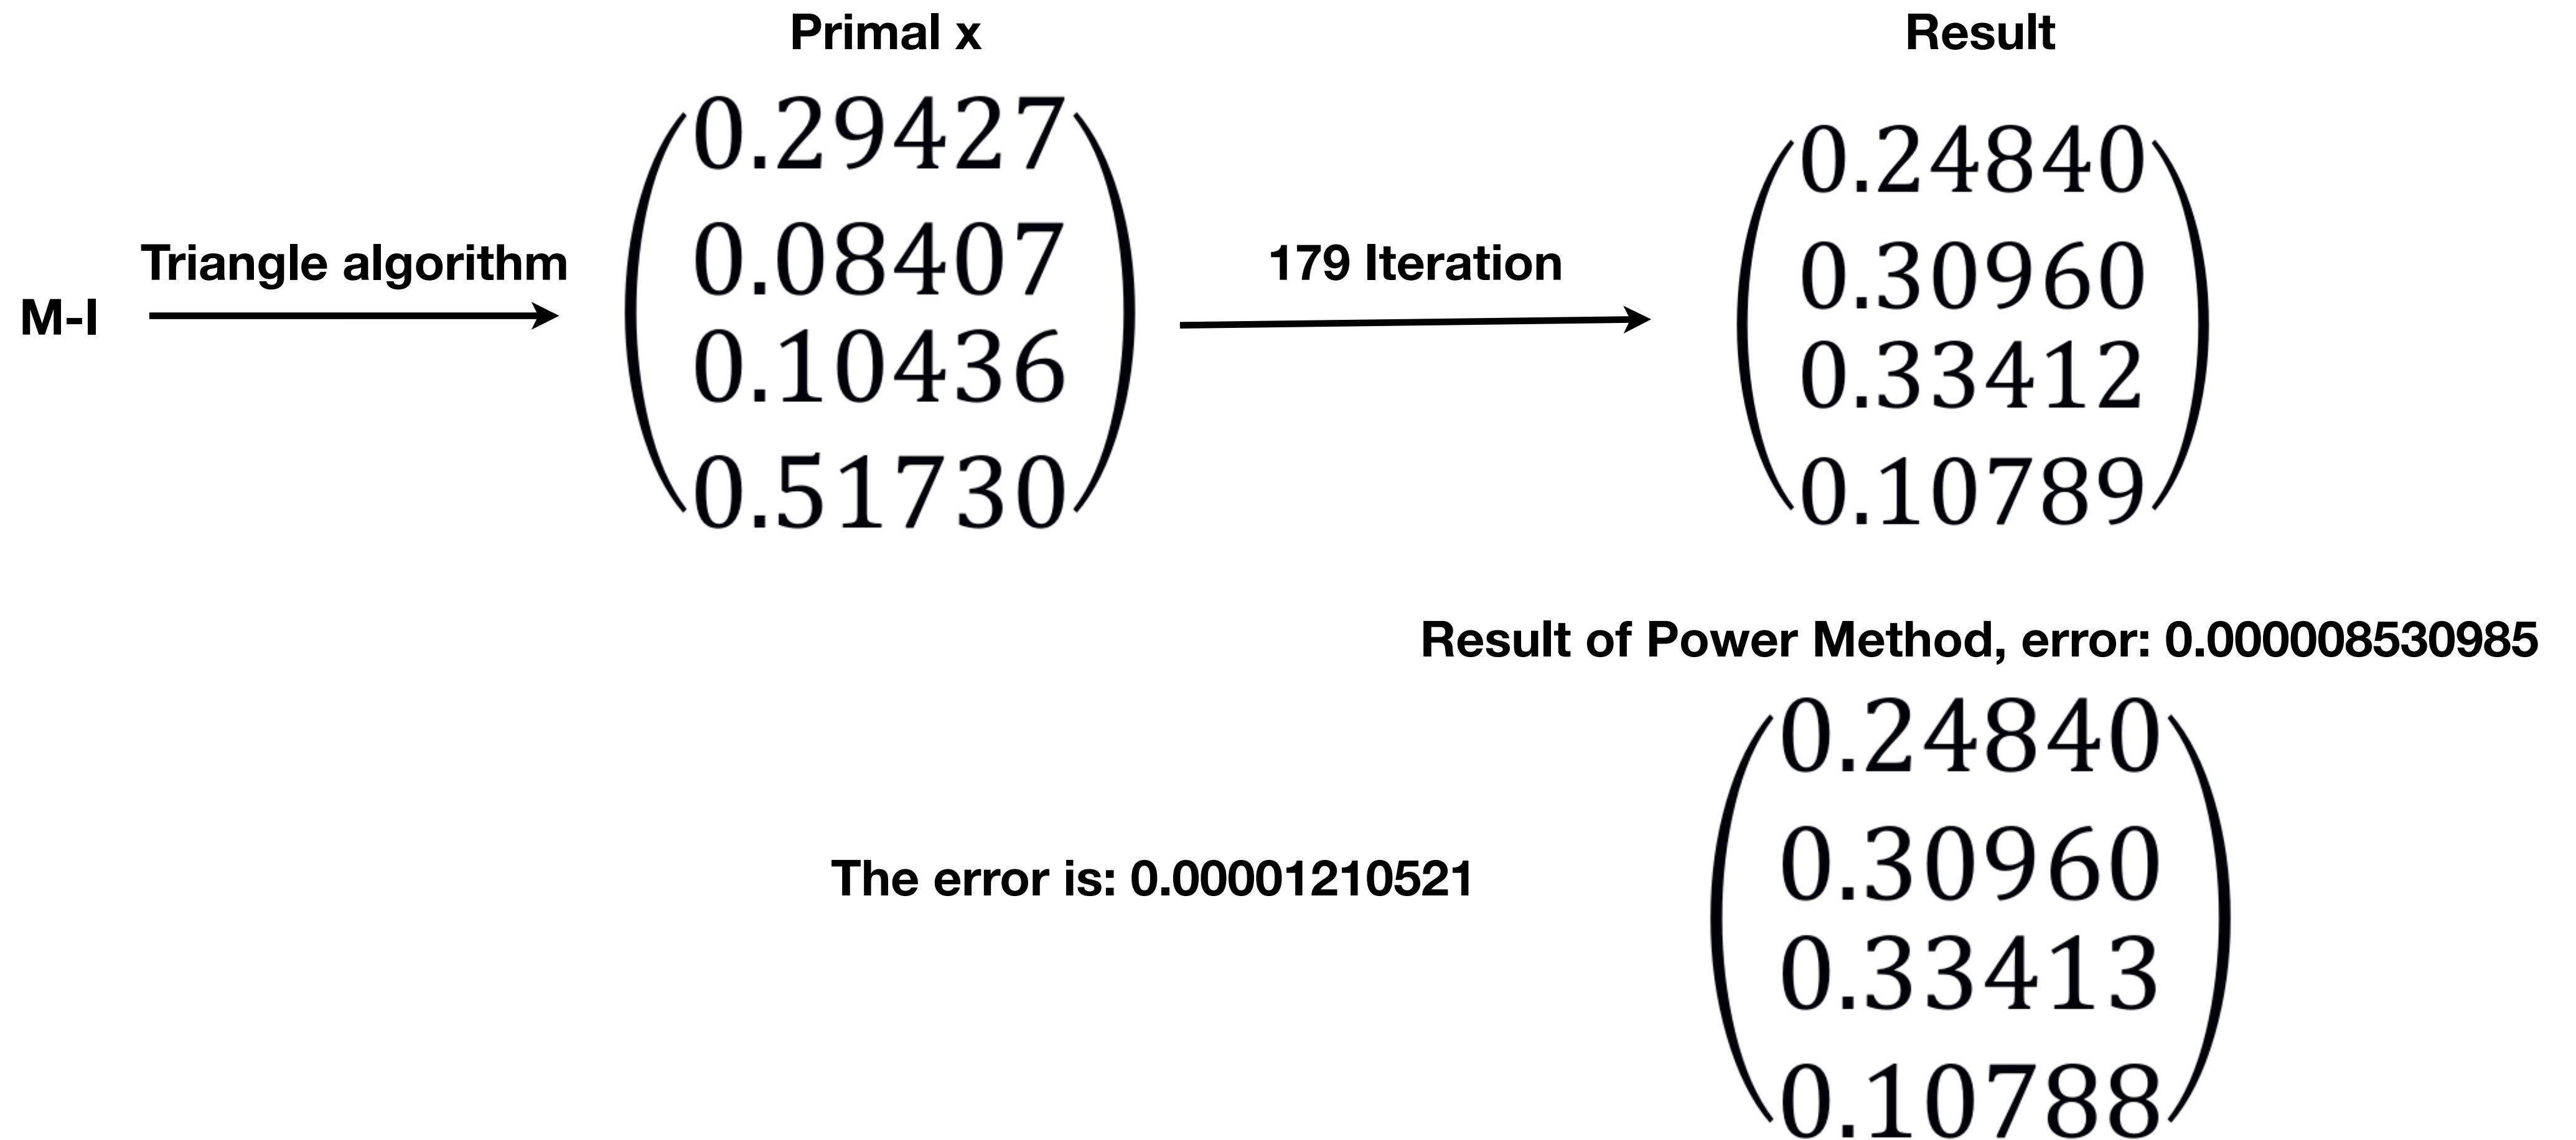 Primal x
Result
M-I
Triangle algorithm
0.29427
0.08407
0.10436
0.51730
179 Iteration
0.24840
0.30960
0.33412
0.10789
Result of Power Method, error: 0.000008530985
The error is: 0.00001210521
0.24840
0.30960
0.33413
0.10788